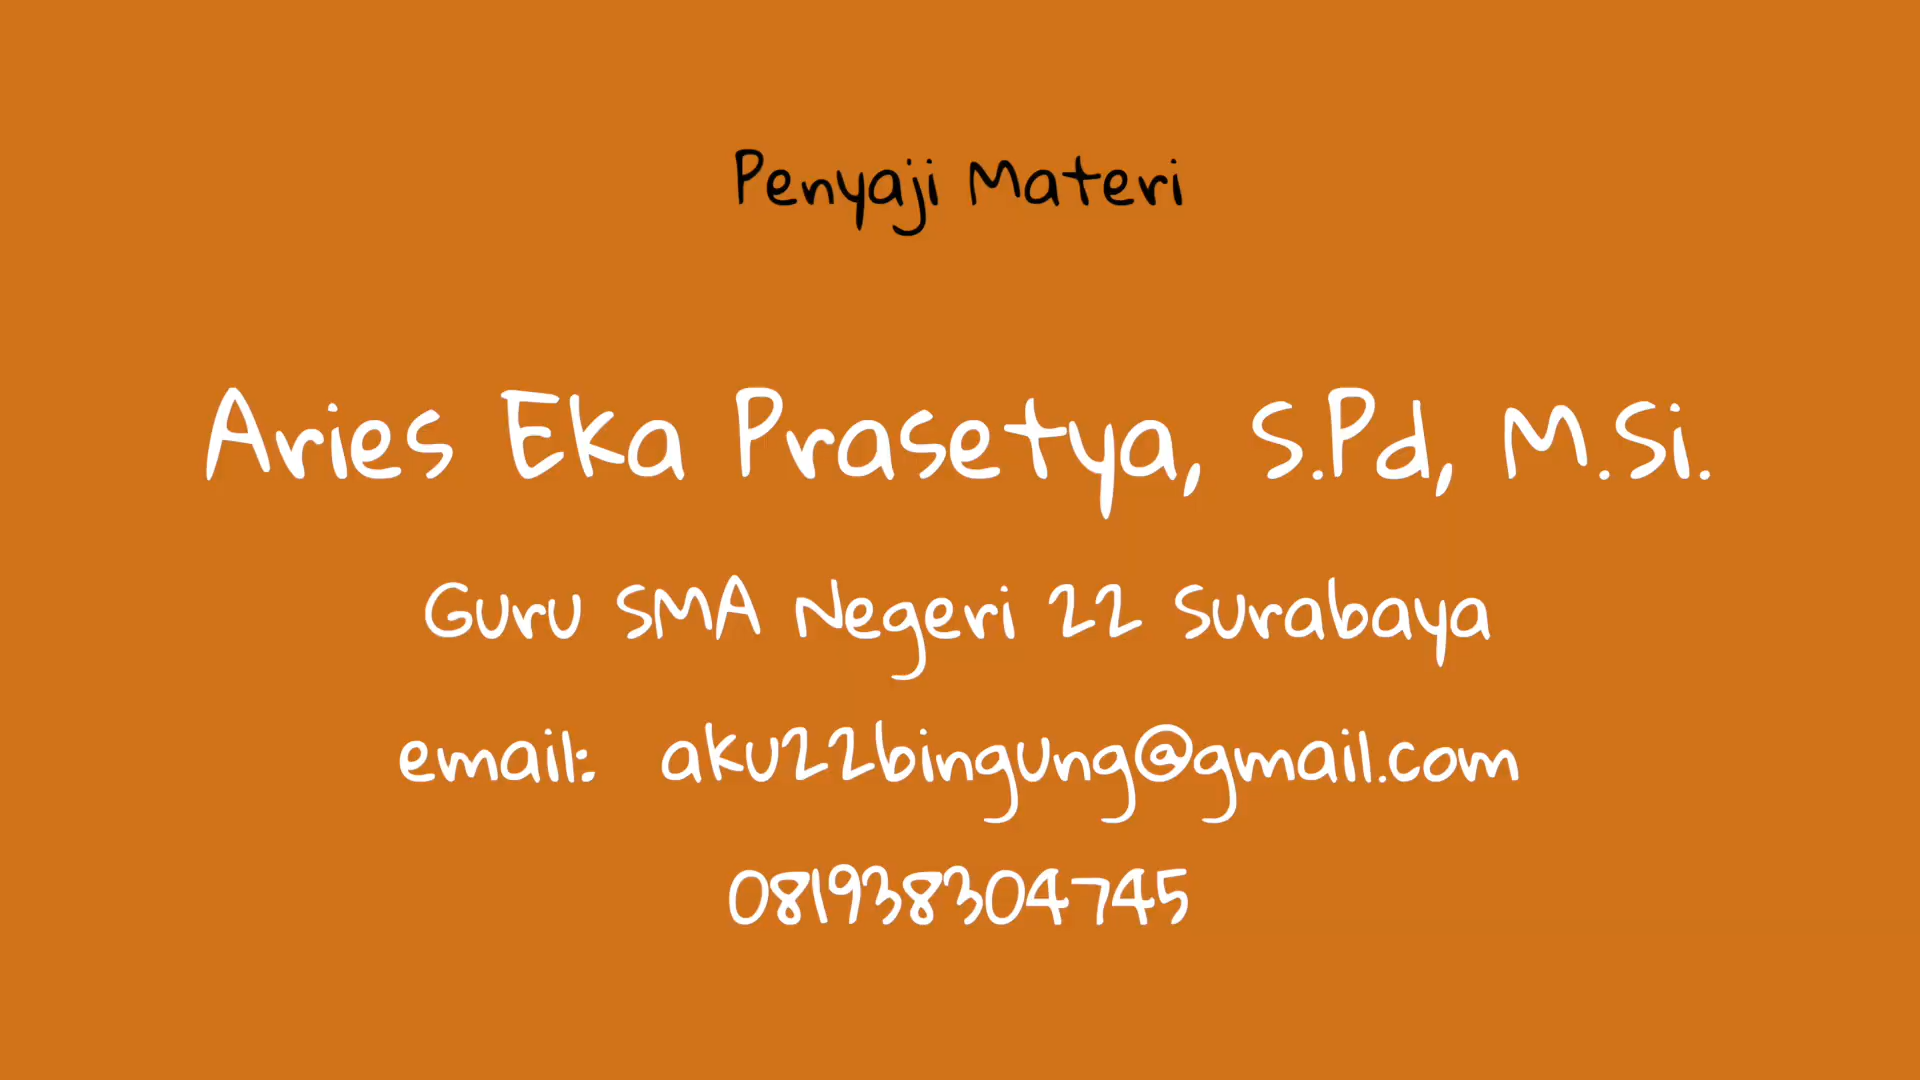 Penyaji Materi
Aries Eka Prasetya, S.Pd, M.Si.
Guru SMA Negeri 22 Surabaya
email: aku22bingung@gmail.com
081938304745